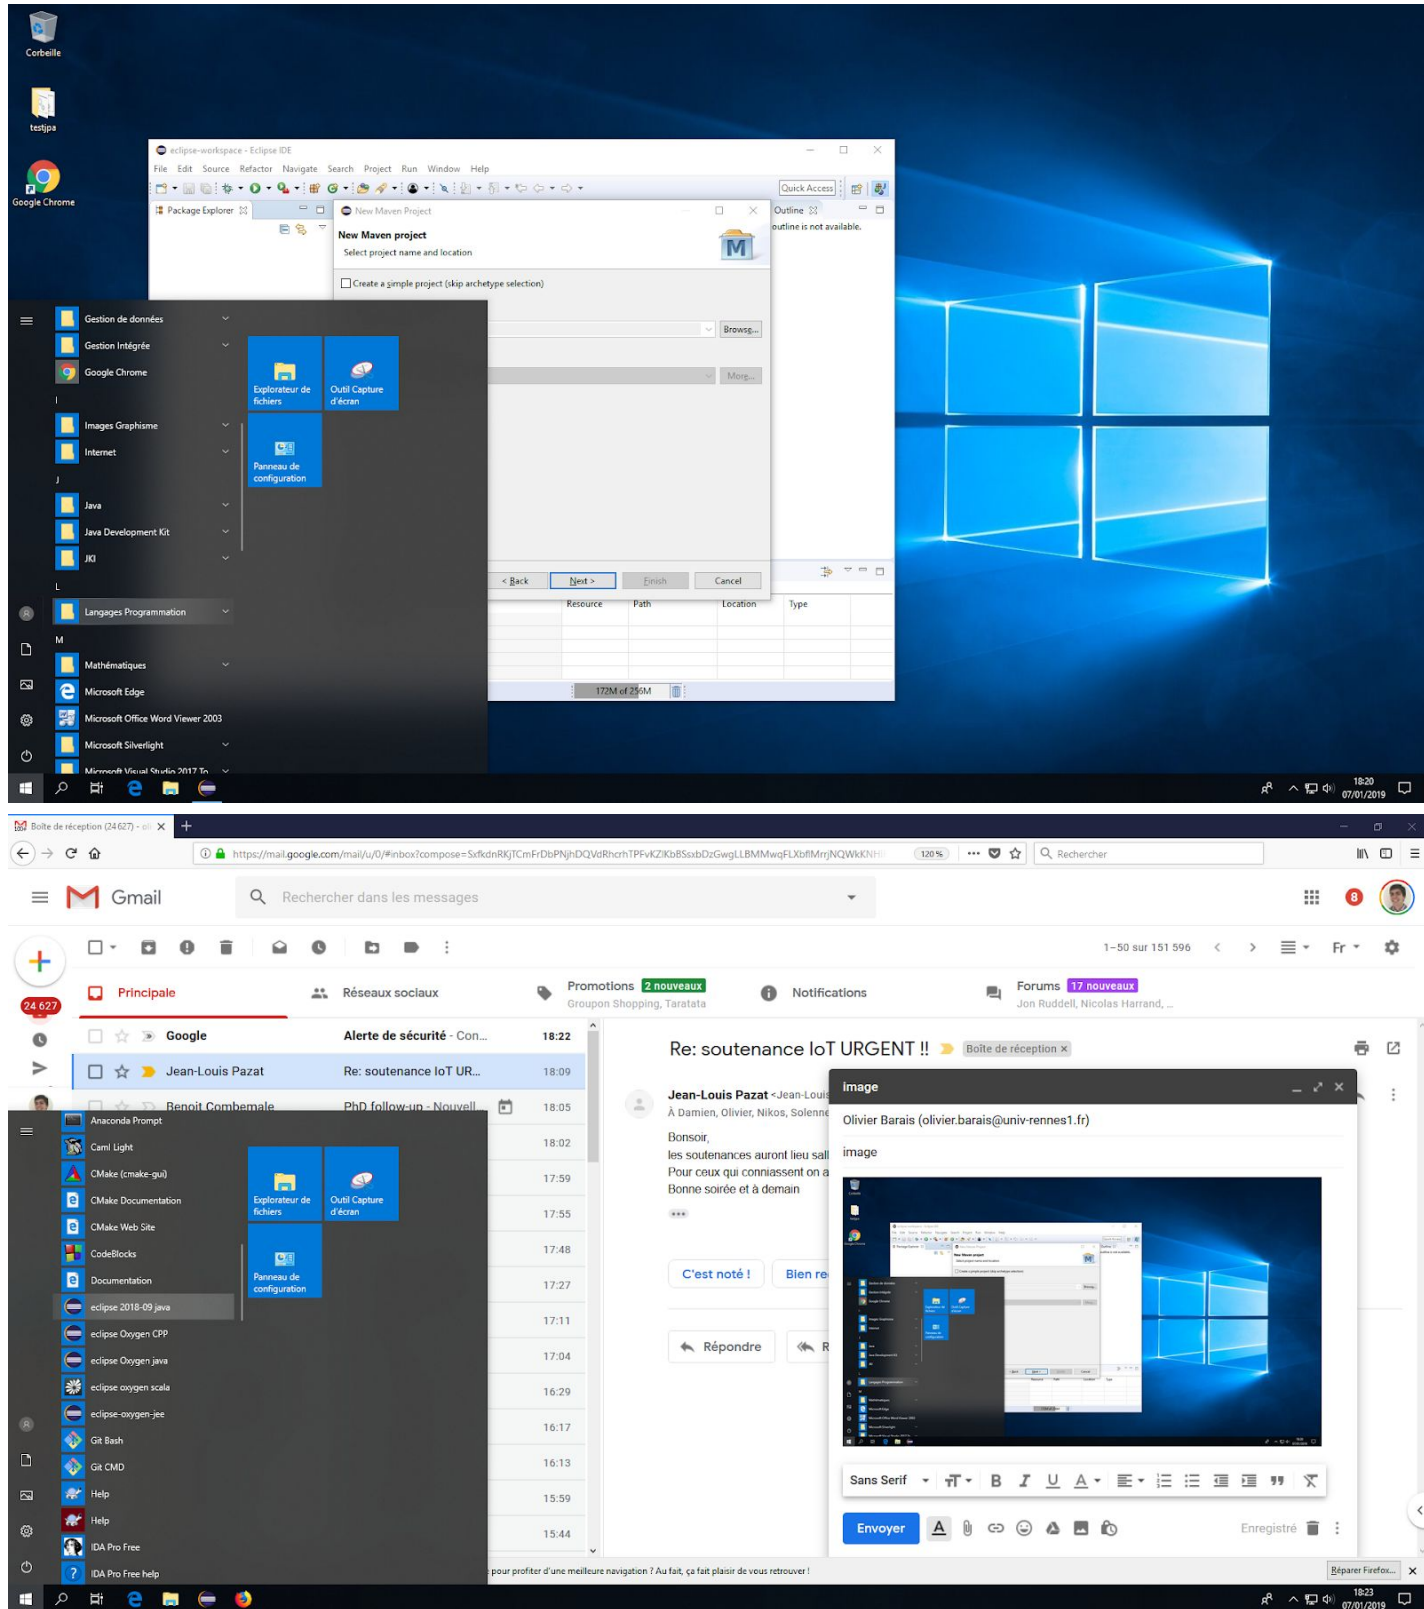 Corbeille
testjpa
Google Chrome
eclipse-workspace - Eclipse IDE
File Edit Source Refactor Navigate Search Project Run Window Help
Quick Access
Package Explorer
New Maven Project
Outline
outline is not available.
New Maven project
Select project name and location
Create a simple project (skip archetype selection)
Browse...
More...
< Back
Next >
Finish
Cancel
Resource Path Location Type
172M of 256M
Gestion de données
Gestion Intégrée
Google Chrome
I
Images Graphisme
Internet
J
Java
Java Development Kit
JKI
L
Langages Programmation
M
Mathématiques
Microsoft Edge
Microsoft Office Word Viewer 2003
Microsoft Silverlight
Microsoft Visual Studio 2017 To
Explorateur de
fichiers
Outil Capture
d'écran
Panneau de
configuration
18:20
07/01/2019
Boîte de réception (24 627) - oli
120 %
Rechercher
Gmail
Rechercher dans les messages
8
1–50 sur 151 596
Fr
24 627
Principale
Réseaux sociaux
Promotions 2 nouveaux
Groupon Shopping, Taratata
Notifications
Forums 17 nouveaux
Jon Ruddell, Nicolas Harrand, ...
Google Alerte de sécurité - Con... 18:22
Jean-Louis Pazat Re: soutenance IoT UR... 18:09
Benoit Combemale PhD follow-up - Nouvell 18:05
18:02
17:59
17:55
17:48
17:27
17:11
17:04
16:29
16:17
16:13
15:59
15:44
Re: soutenance IoT URGENT !! Boîte de réception ×
Jean-Louis Pazat <Jean-Louis
À Damien, Olivier, Nikos, Solenne
Bonsoir,
les soutenances auront lieu sall
Pour ceux qui conniassent on a
Bonne soirée et à demain
C'est noté !
Bien re
Répondre
R
image
Olivier Barais (olivier.barais@univ-rennes1.fr)
image
Sans Serif
Envoyer
Enregistré
Anaconda Prompt
Caml Light
CMake (cmake-gui)
CMake Documentation
CMake Web Site
CodeBlocks
Documentation
eclipse 2018-09 java
eclipse Oxygen CPP
eclipse Oxygen java
eclipse oxygen scala
eclipse-oxygen-jee
Git Bash
Git CMD
Help
Help
IDA Pro Free
IDA Pro Free help
Explorateur de
fichiers
Outil Capture
d'écran
Panneau de
configuration
pour profiter d'une meilleure navigation ? Au fait, ça fait plaisir de vous retrouver !
Réparer Firefox...
18:23
07/01/2019